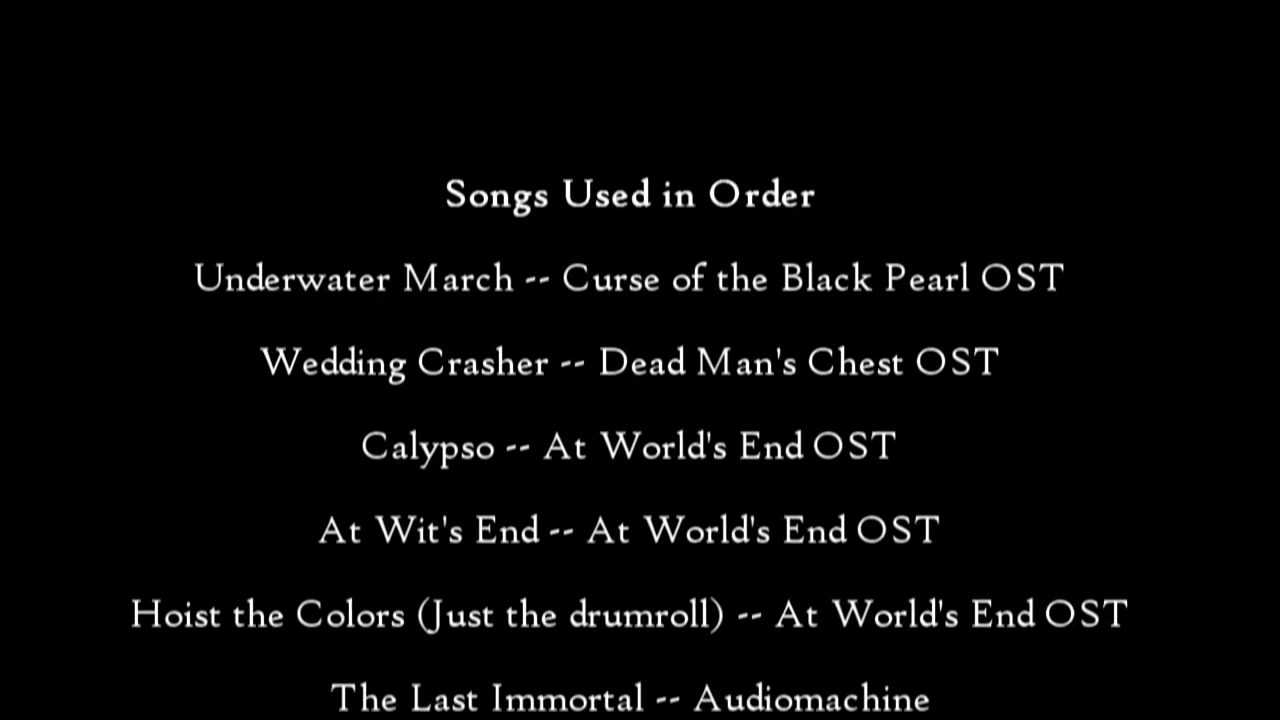 Songs Used in Order
Underwater March -- Curse of the Black Pearl OST
Wedding Crasher -- Dead Man's Chest OST
Calypso -- At World's End OST
At Wit's End -- At World's End OST
Hoist the Colors (Just the drumroll) -- At World's End OST
The Last Immortal -- Audiomachine